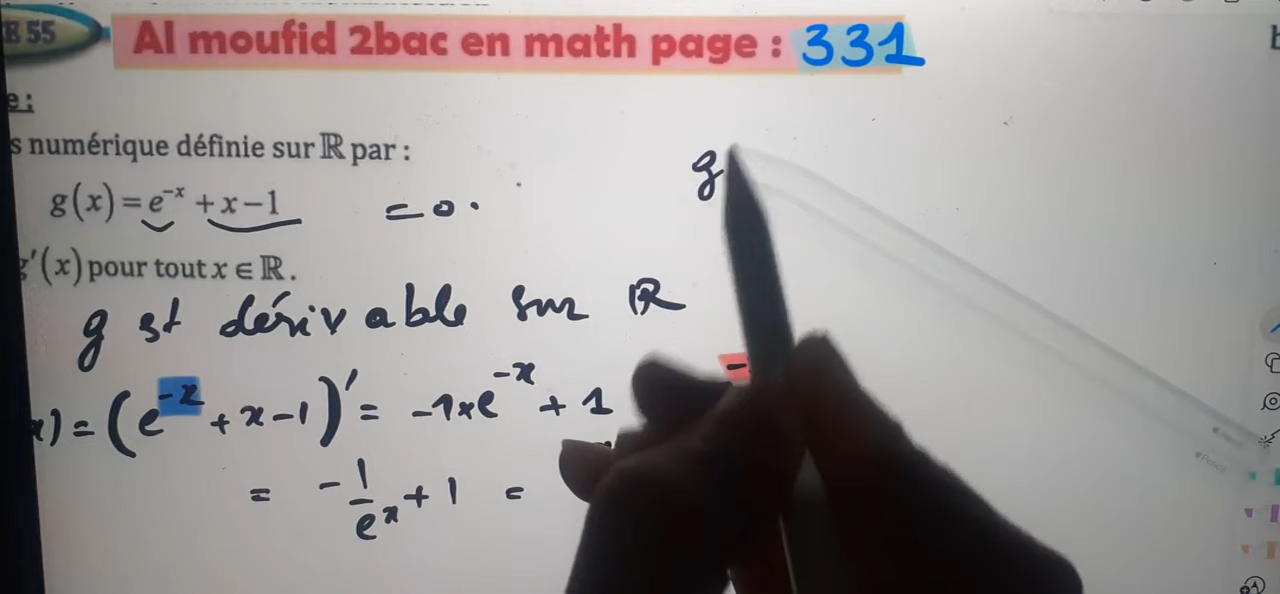 E 55
Al moufid 2bac en math page : 331
e :
s numérique définie sur ℝ par :
g(x) = e^{-x} + x - 1 = 0 .
g'(x) pour tout x ∈ ℝ.
g
g st dérivable sur ℝ
x) = (e^{-x} + x - 1)' = -1 × e^{-x} + 1
= - 1/e^x + 1 =
-
Pencil